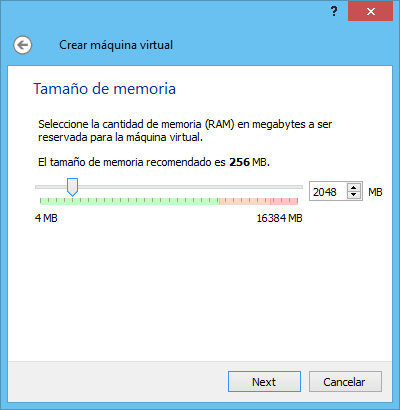 ?
Crear máquina virtual
Tamaño de memoria
Seleccione la cantidad de memoria (RAM) en megabytes a ser
reservada para la máquina virtual.
El tamaño de memoria recomendado es 256 MB.
2048 MB
4 MB 16384 MB
Next Cancelar